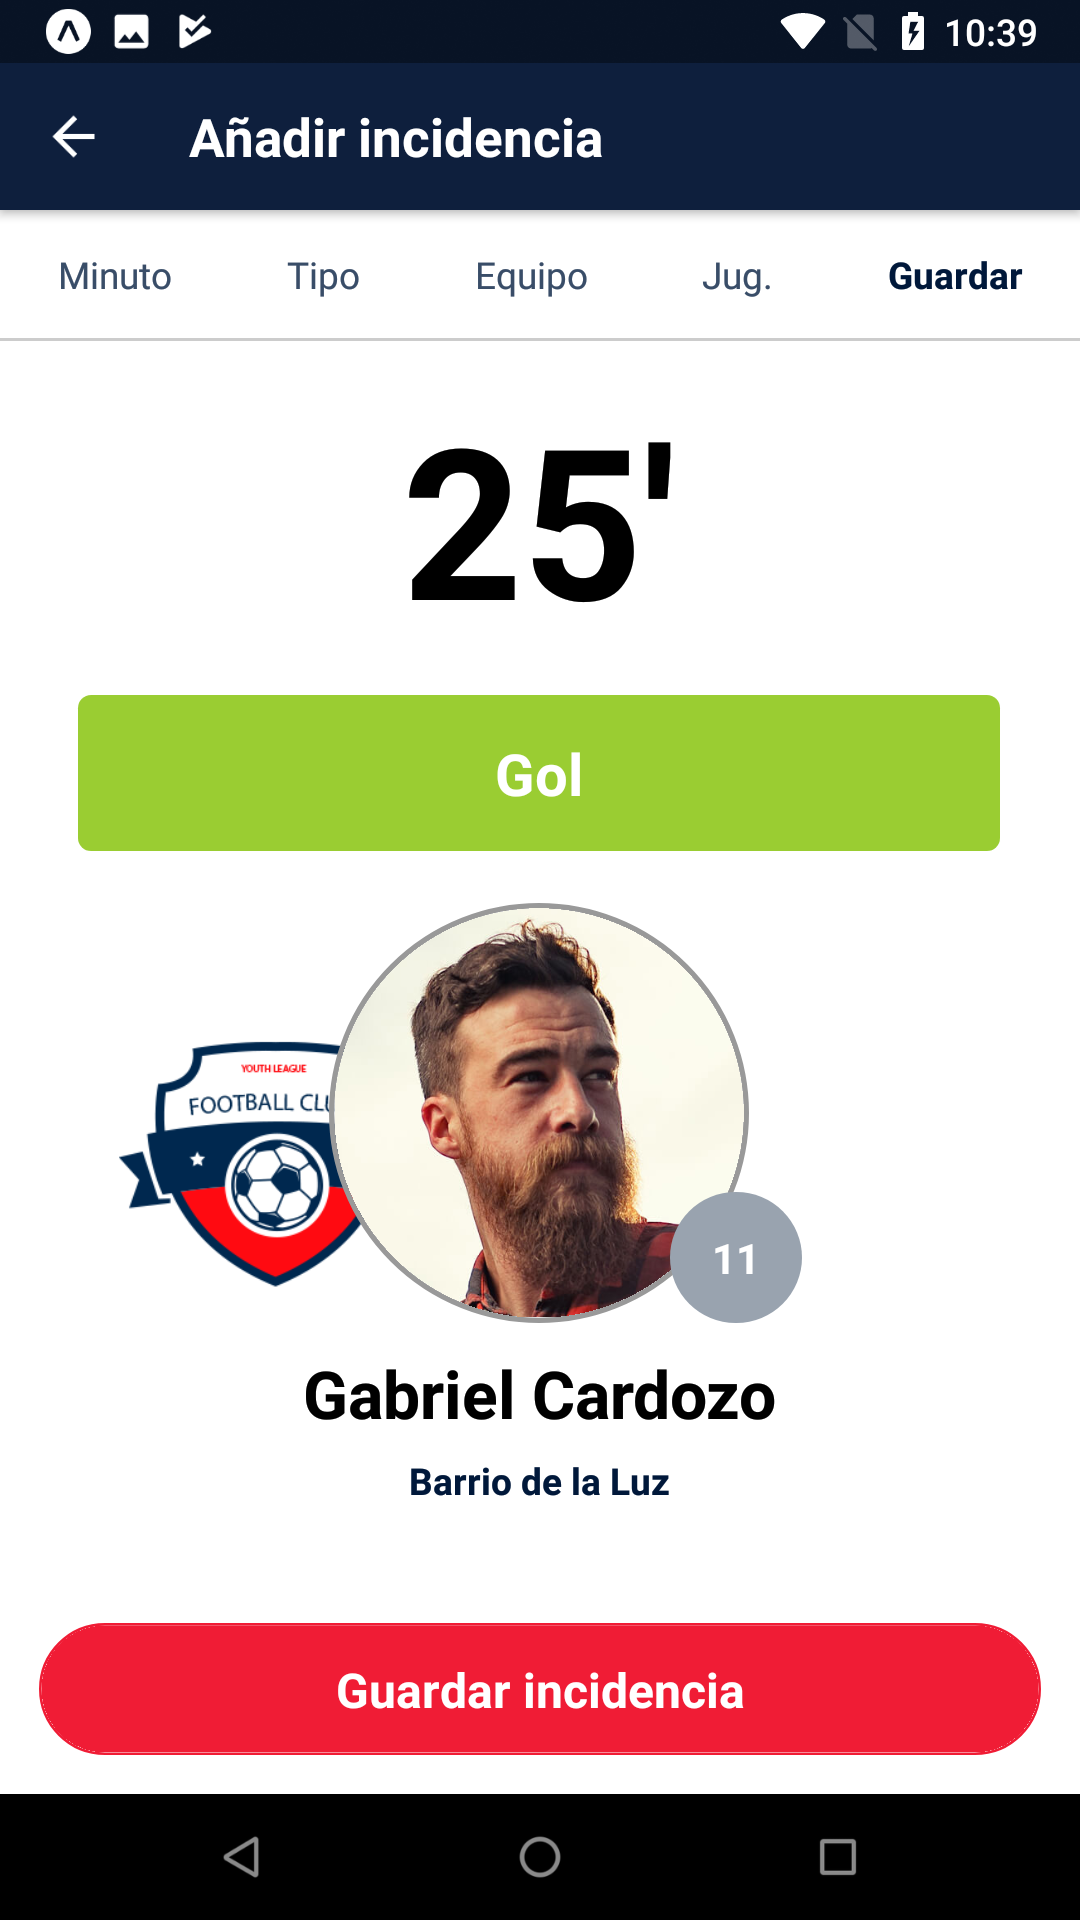 10:39
Añadir incidencia
Minuto Tipo Equipo Jug. Guardar
25'
Gol
YOUTH LEAGUE
FOOTBALL CLU
11
Gabriel Cardozo
Barrio de la Luz
Guardar incidencia